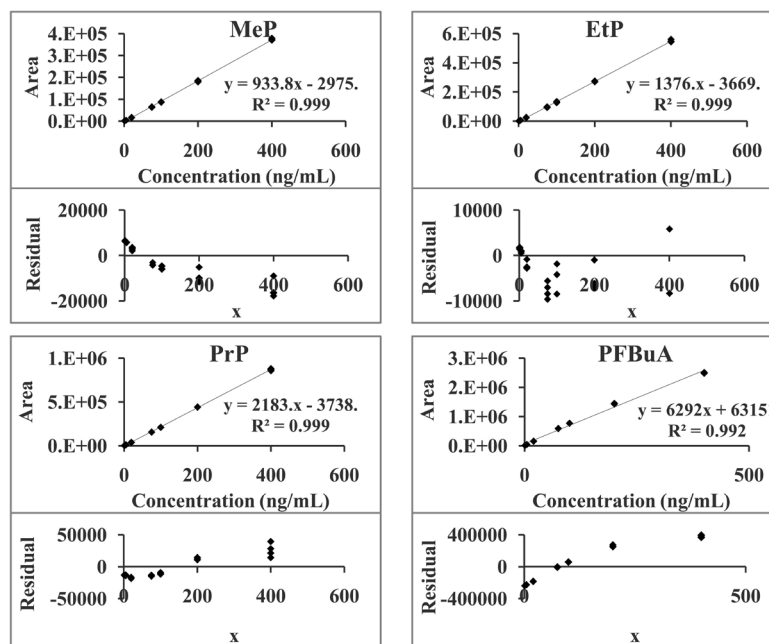 MeP
4.E+05
3.E+05
2.E+05
1.E+05
0.E+00
Area
y = 933.8x - 2975.
R² = 0.999
0 200 400 600
Concentration (ng/mL)
20000
0
-20000
Residual
0 200 400 600
x
EtP
6.E+05
4.E+05
2.E+05
0.E+00
Area
y = 1376.x - 3669.
R² = 0.999
0 200 400 600
Concentration (ng/mL)
10000
0
-10000
Residual
0 200 400 600
x
PrP
1.E+06
5.E+05
0.E+00
Area
y = 2183.x - 3738.
R² = 0.999
0 200 400 600
Concentration (ng/mL)
50000
0
-50000
Residual
0 200 400 600
x
PFBuA
3.E+06
2.E+06
1.E+06
0.E+00
Area
y = 6292x + 6315
R² = 0.992
0 500
Concentration (ng/mL)
400000
0
-400000
Residual
0 500
x